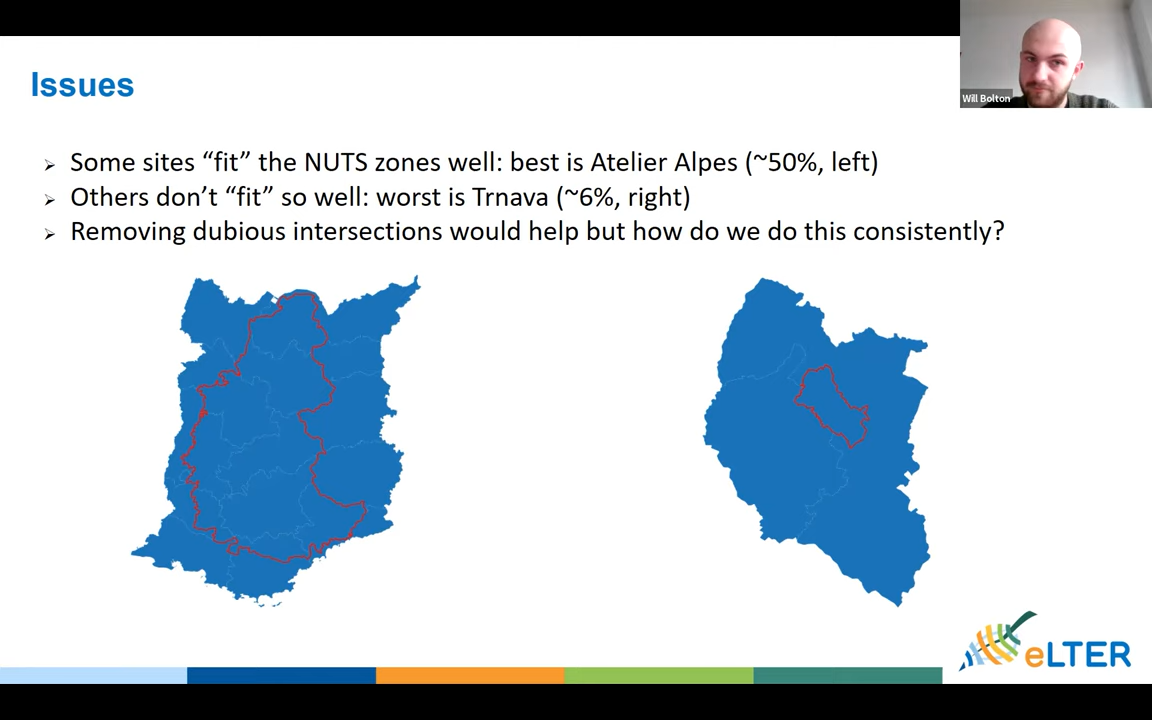 Issues
Will Bolton
➢ Some sites “fit” the NUTS zones well: best is Atelier Alpes (~50%, left)
➢ Others don’t “fit” so well: worst is Trnava (~6%, right)
➢ Removing dubious intersections would help but how do we do this consistently?
eLTER